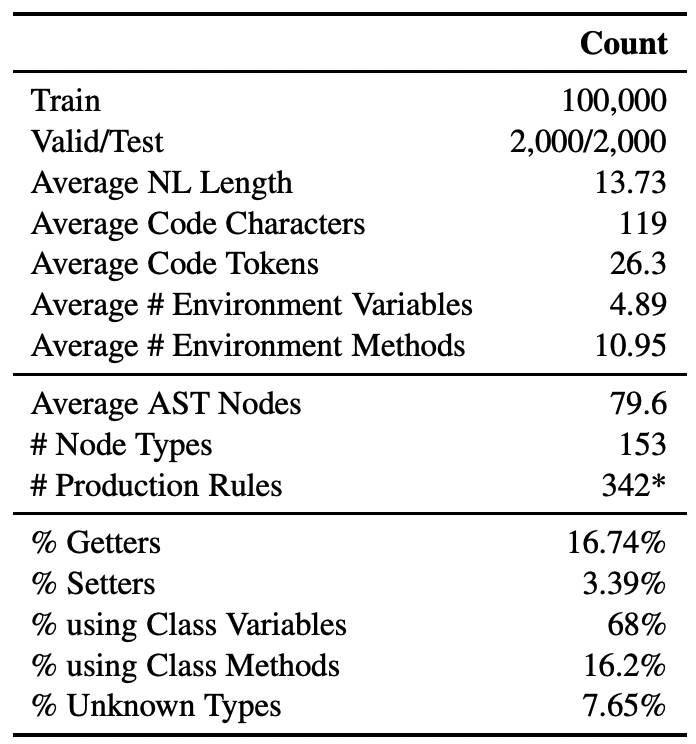 Count
Train 100,000
Valid/Test 2,000/2,000
Average NL Length 13.73
Average Code Characters 119
Average Code Tokens 26.3
Average # Environment Variables 4.89
Average # Environment Methods 10.95
Average AST Nodes 79.6
# Node Types 153
# Production Rules 342*
% Getters 16.74%
% Setters 3.39%
% using Class Variables 68%
% using Class Methods 16.2%
% Unknown Types 7.65%